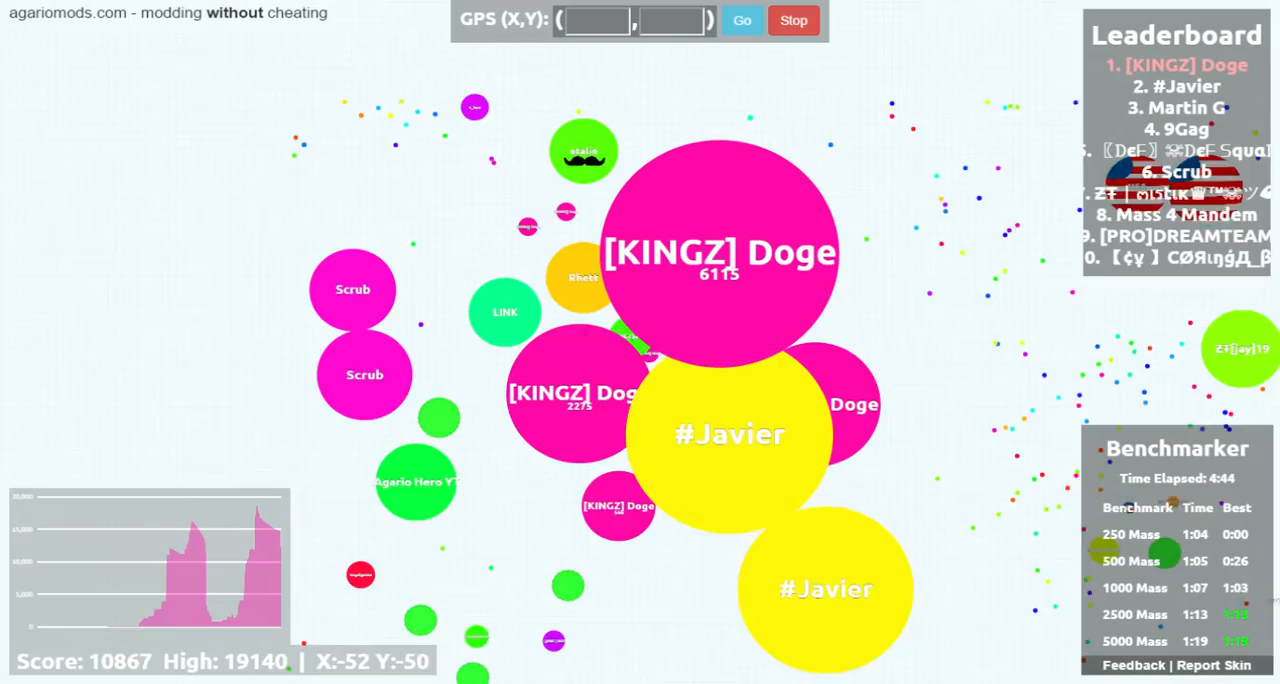 agariomods.com - modding without cheating
GPS (X,Y): ( , ) Go Stop
Leaderboard
1. [KINGZ] Doge
2. #Javier
3. Martin G
4. 9Gag
6. Scrub
8. Mass 4 Mandem
9. [PRO]DREAMTEAM
stalin
[KINGZ] Doge
6115
Rhett
Scrub
LINK
Scrub
[KINGZ] Dog
2275
Doge
#Javier
Agario Hero YT
[KINGZ] Doge
#Javier
20,000
15,000
10,000
5,000
0
Score: 10867 High: 19140 | X:-52 Y:-50
Benchmarker
Time Elapsed: 4:44
Benchmark Time Best
250 Mass 1:04 0:00
500 Mass 1:05 0:26
1000 Mass 1:07 1:03
2500 Mass 1:13 1:13
5000 Mass 1:19 1:19
Feedback | Report Skin